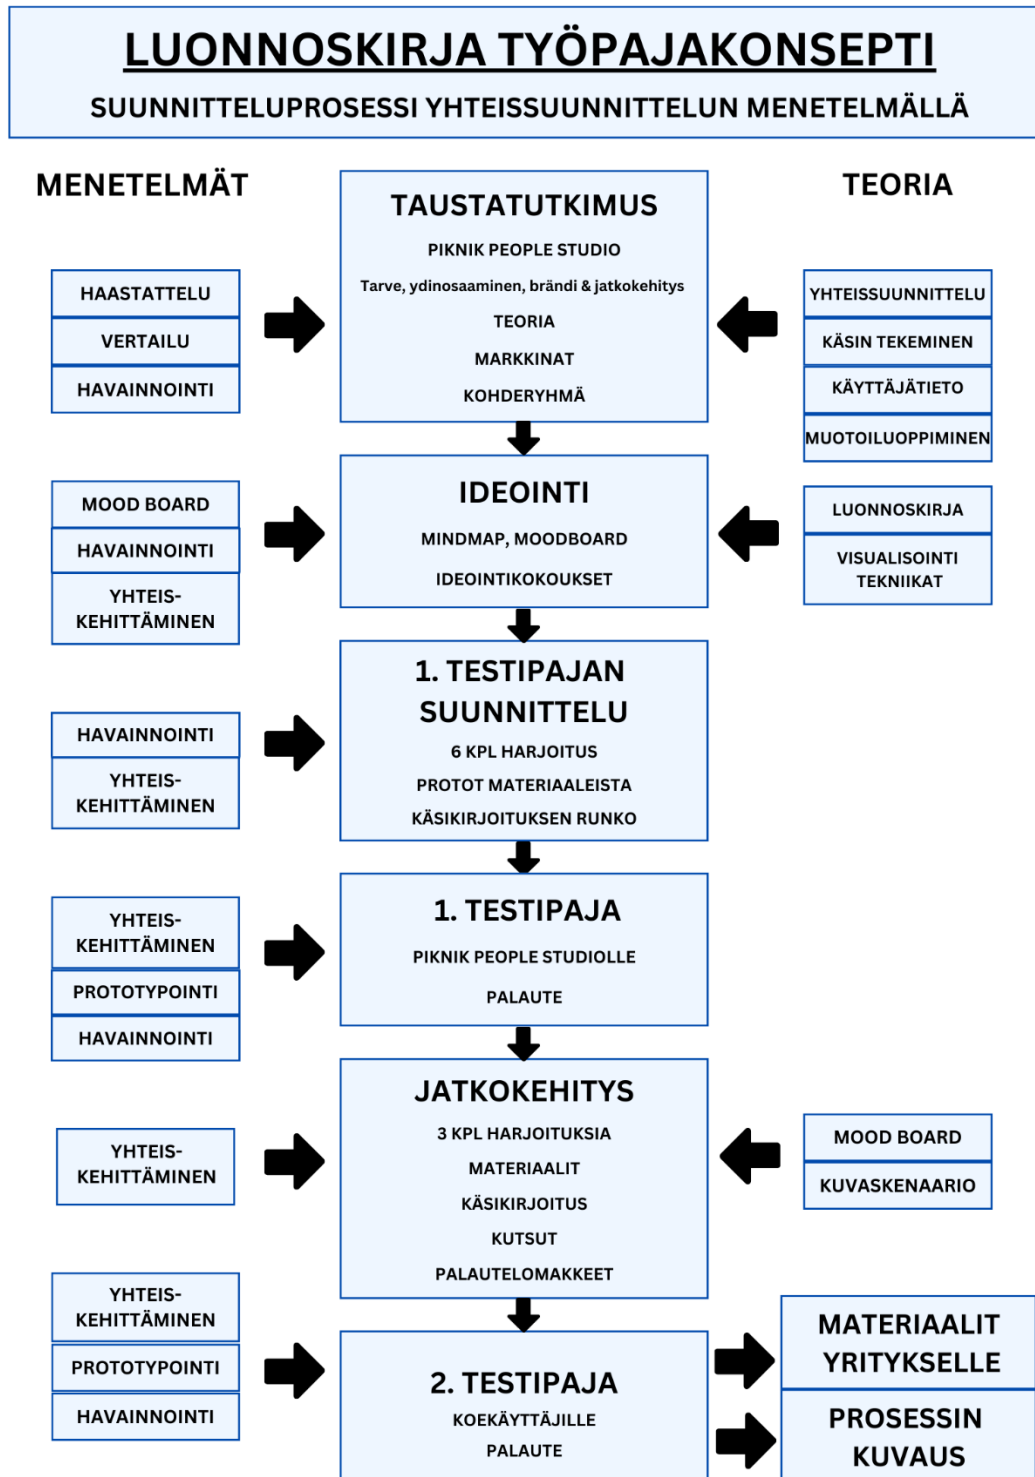 LUONNOSKIRJA TYÖPAJAKONSEPTI
SUUNNITTELUPROSESSI YHTEISSUUNNITTELUN MENETELMÄLLÄ
MENETELMÄT
TEORIA
TAUSTATUTKIMUS
PIKNIK PEOPLE STUDIO
Tarve, ydinosaaminen, brändi & jatkokehitys
TEORIA
MARKKINAT
KOHDERYHMÄ
HAASTATTELU
VERTAILU
HAVAINNOINTI
YHTEISSUUNNITTELU
KÄSIN TEKEMINEN
KÄYTTÄJÄTIETO
MUOTOILUOPPIMINEN
IDEOINTI
MINDMAP, MOODBOARD
IDEOINTIKOKOUKSET
MOOD BOARD
HAVAINNOINTI
YHTEIS-
KEHITTÄMINEN
LUONNOSKIRJA
VISUALISOINTI
TEKNIIKAT
1. TESTIPAJAN
SUUNNITTELU
6 KPL HARJOITUS
PROTOT MATERIAALEISTA
KÄSIKIRJOITUKSEN RUNKO
HAVAINNOINTI
YHTEIS-
KEHITTÄMINEN
1. TESTIPAJA
PIKNIK PEOPLE STUDIOLLE
PALAUTE
YHTEIS-
KEHITTÄMINEN
PROTOTYPOINTI
HAVAINNOINTI
JATKOKEHITYS
3 KPL HARJOITUKSIA
MATERIAALIT
KÄSIKIRJOITUS
KUTSUT
PALAUTELOMAKKEET
YHTEIS-
KEHITTÄMINEN
MOOD BOARD
KUVASKENAARIO
YHTEIS-
KEHITTÄMINEN
PROTOTYPOINTI
HAVAINNOINTI
2. TESTIPAJA
KOEKÄYTTÄJILLE
PALAUTE
MATERIAALIT
YRITYKSELLE
PROSESSIN
KUVAUS